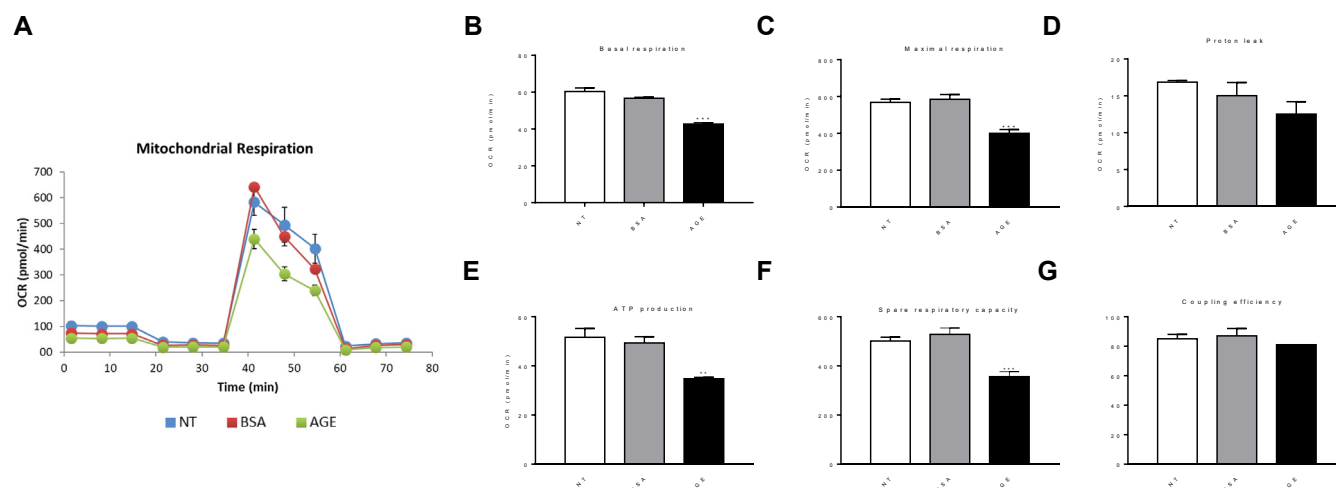 A
Mitochondrial Respiration
OCR (pmol/min)
700
600
500
400
300
200
100
00
0 10 20 30 40 50 60 70 80
Time (min)
NT BSA AGE
B
Basal respiration
OCR (pmol/min)
80
60
40
20
0
NT BSA AGE
***
C
Maximal respiration
OCR (pmol/min)
800
600
400
200
0
NT BSA AGE
***
D
Proton leak
OCR (pmol/min)
20
15
10
5
0
NT BSA AGE
E
ATP production
OCR (pmol/min)
60
40
20
0
NT
**
F
Spare respiratory capacity
600
400
200
0
NT BSA
***
G
Coupling efficiency
100
80
60
40
20
0
NT BSA AGE